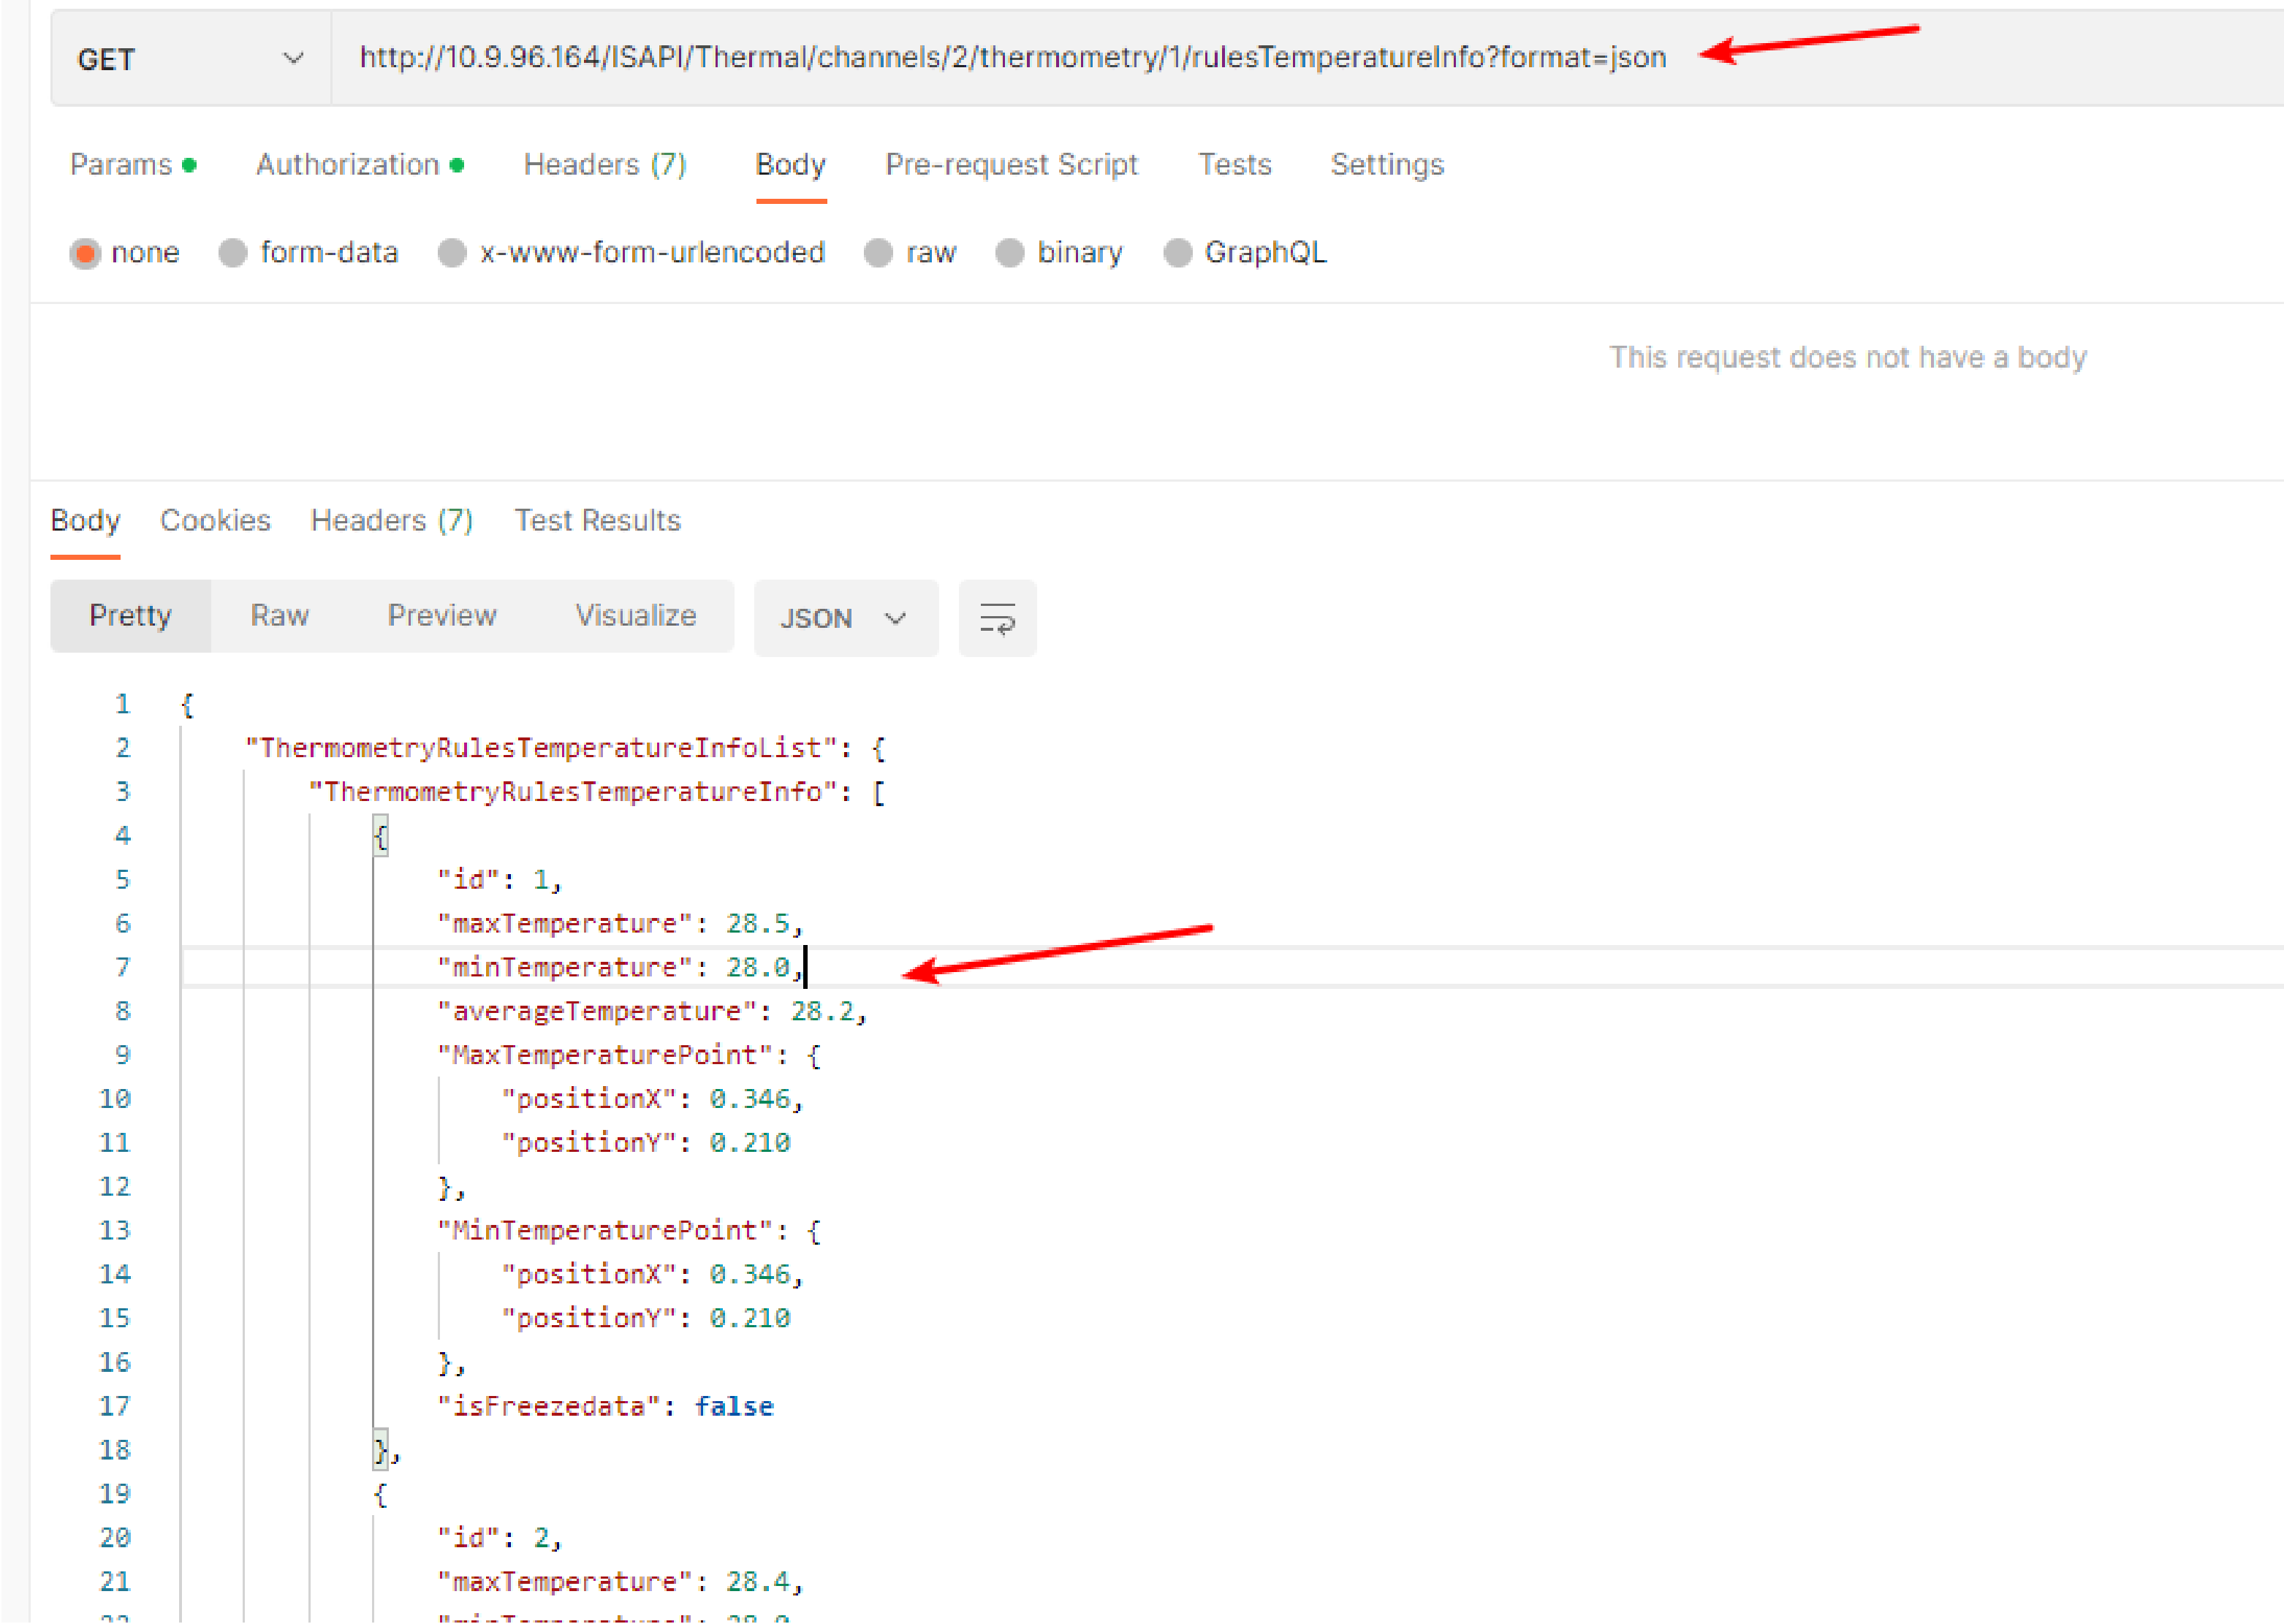 GET http://10.9.96.164/ISAPI/Thermal/channels/2/thermometry/1/rulesTemperatureInfo?format=json
Params Authorization Headers (7) Body Pre-request Script Tests Settings
none form-data x-www-form-urlencoded raw binary GraphQL
This request does not have a body
Body Cookies Headers (7) Test Results
Pretty Raw Preview Visualize JSON
1 {
2 "ThermometryRulesTemperatureInfoList": {
3 "ThermometryRulesTemperatureInfo": [
4 {
5 "id": 1,
6 "maxTemperature": 28.5,
7 "minTemperature": 28.0,
8 "averageTemperature": 28.2,
9 "MaxTemperaturePoint": {
10 "positionX": 0.346,
11 "positionY": 0.210
12 },
13 "MinTemperaturePoint": {
14 "positionX": 0.346,
15 "positionY": 0.210
16 },
17 "isFreezedata": false
18 },
19 {
20 "id": 2,
21 "maxTemperature": 28.4,